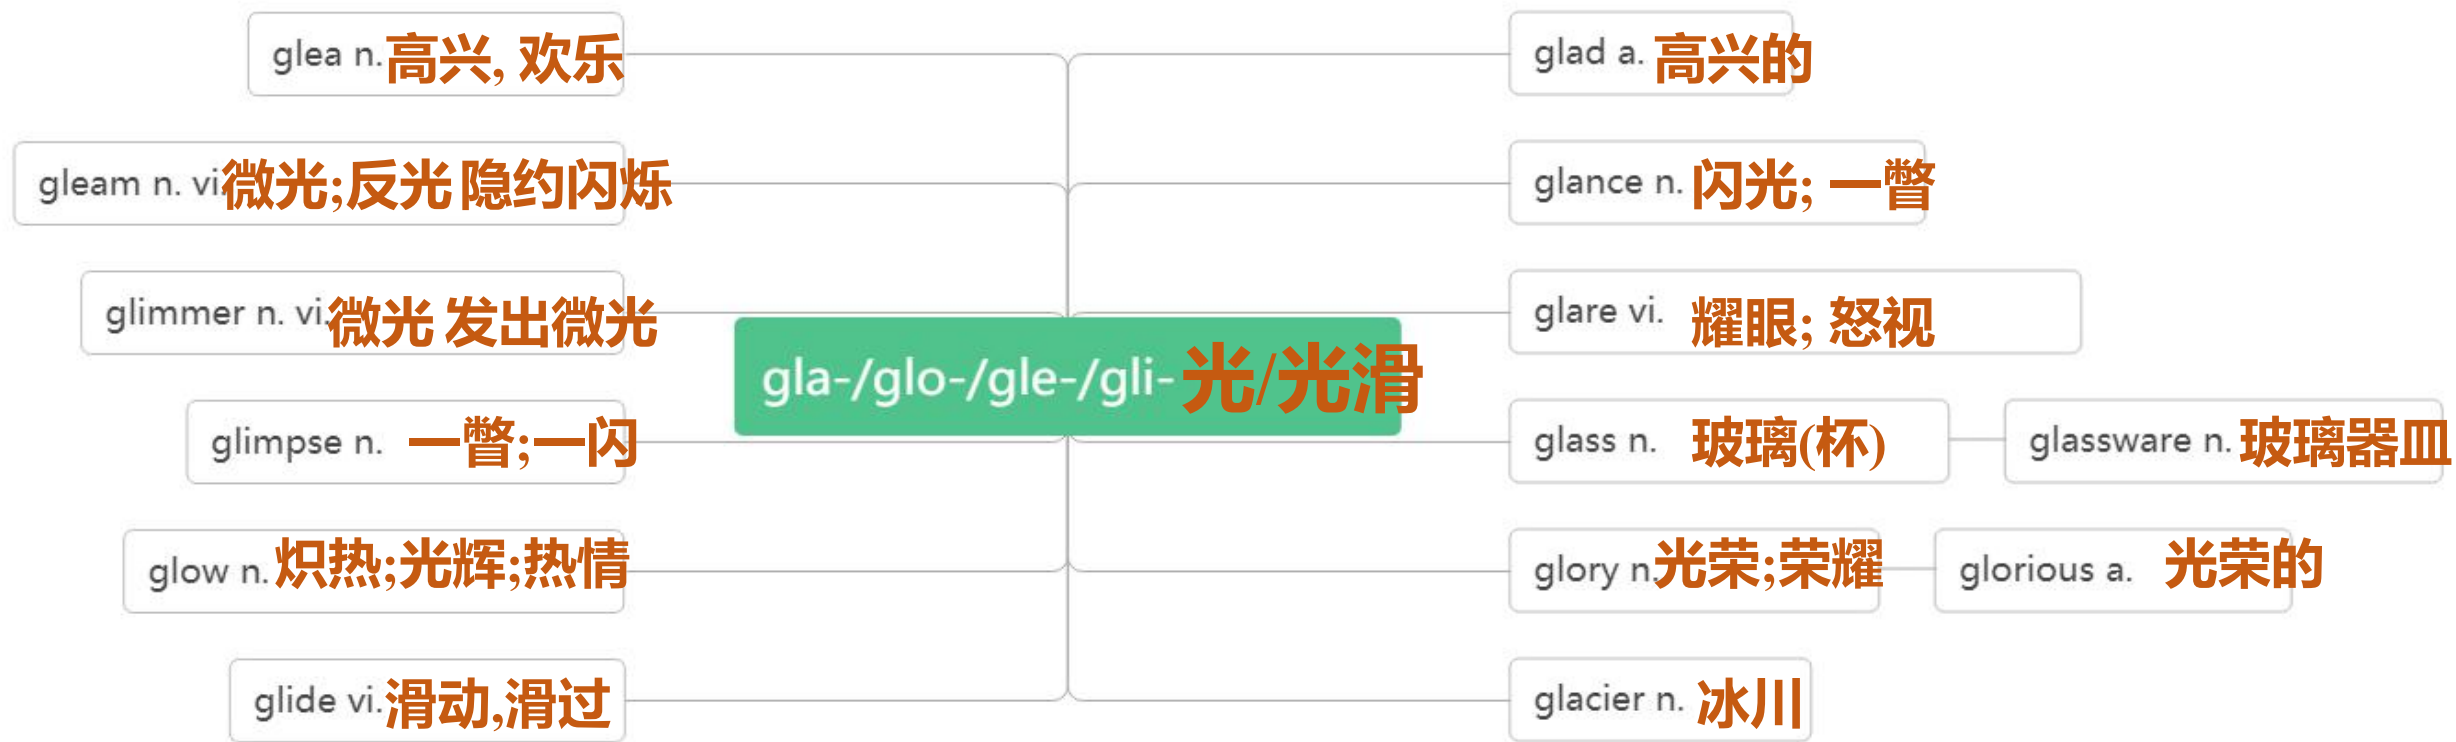 glea n. 高兴, 欢乐
gleam n. vi. 微光;反光 隐约闪烁
glimmer n. vi. 微光 发出微光
glimpse n. 一瞥;一闪
glow n. 炽热;光辉;热情
glide vi. 滑动,滑过
gla-/glo-/gle-/gli- 光/光滑
glad a. 高兴的
glance n. 闪光; 一瞥
glare vi. 耀眼; 怒视
glass n. 玻璃(杯)
glassware n. 玻璃器皿
glory n. 光荣;荣耀
glorious a. 光荣的
glacier n. 冰川